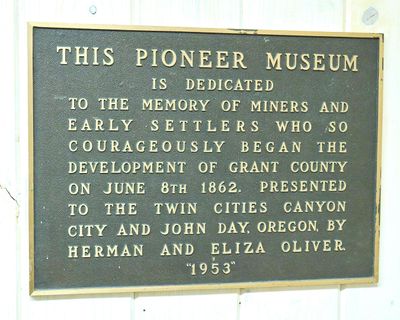 THIS PIONEER MUSEUM
IS DEDICATED
TO THE MEMORY OF MINERS AND
EARLY SETTLERS WHO SO
COURAGEOUSLY BEGAN THE
DEVELOPMENT OF GRANT COUNTY
ON JUNE 8TH 1862. PRESENTED
TO THE TWIN CITIES CANYON
CITY AND JOHN DAY, OREGON, BY
HERMAN AND ELIZA OLIVER.
"1953"